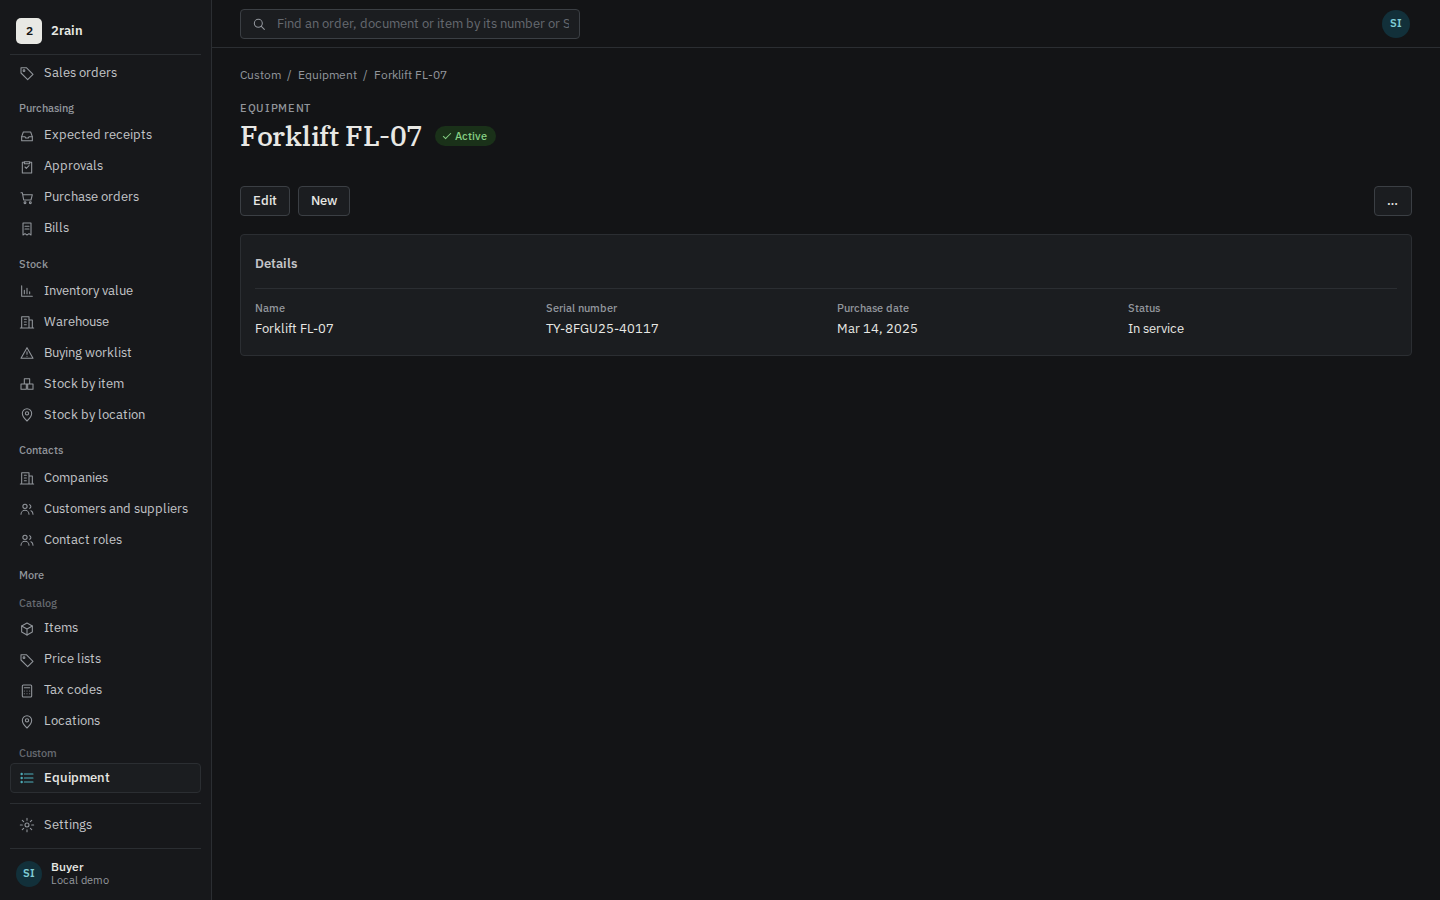 2
2rain
Sales orders
Purchasing
Expected receipts
Approvals
Purchase orders
Bills
Stock
Inventory value
Warehouse
Buying worklist
Stock by item
Stock by location
Contacts
Companies
Customers and suppliers
Contact roles
More
Catalog
Items
Price lists
Tax codes
Locations
Custom
Equipment
Settings
SI
Buyer
Local demo
Find an order, document or item by its number or S
SI
Custom / Equipment / Forklift FL-07
EQUIPMENT
Forklift FL-07
Active
Edit
New
...
Details
Name
Serial number
Purchase date
Status
Forklift FL-07
TY-8FGU25-40117
Mar 14, 2025
In service